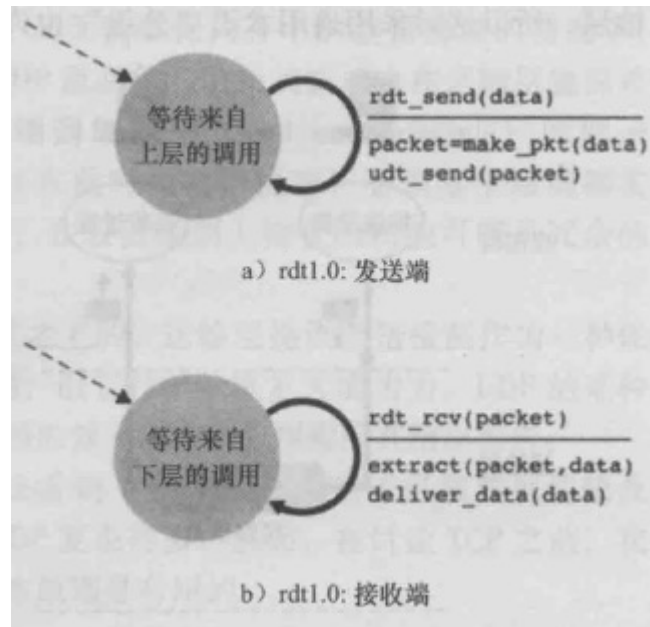 等待来自
上层的调用
rdt_send(data)
packet=make_pkt(data)
udt_send(packet)
a）rdt1.0: 发送端
等待来自
下层的调用
rdt_rcv(packet)
extract(packet,data)
deliver_data(data)
b）rdt1.0: 接收端